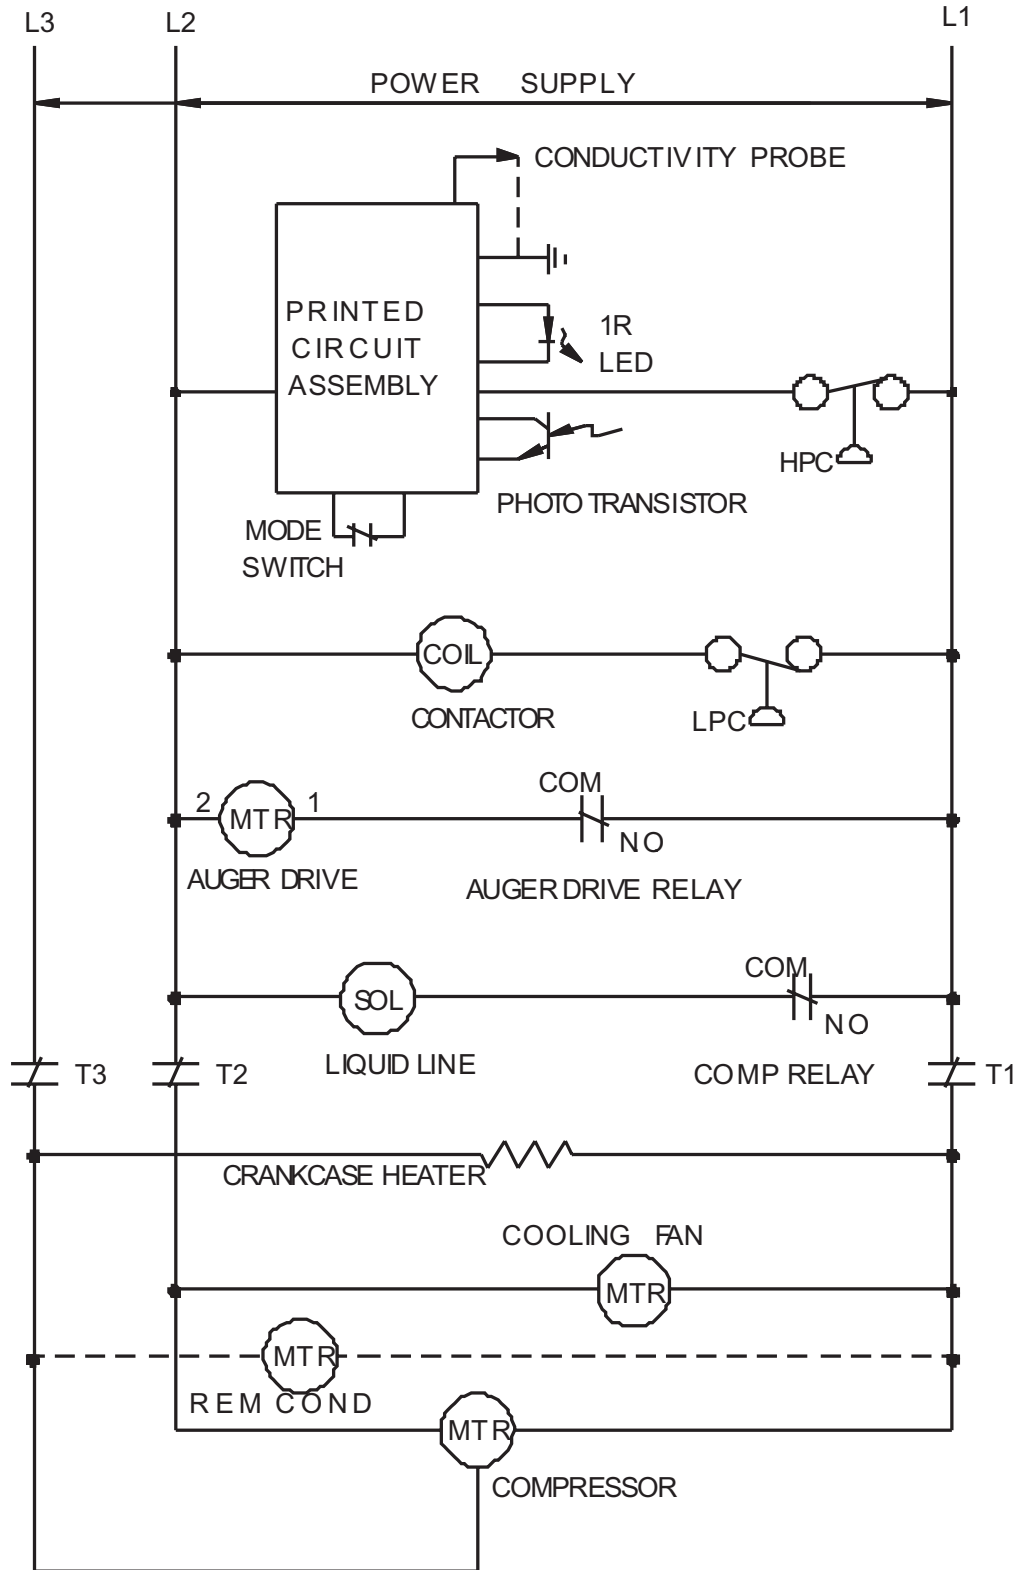 L3 L2 L1
POWER SUPPLY
CONDUCTIVITY PROBE
PRINTED
CIRCUIT
ASSEMBLY
1R
LED
HPC
PHOTO TRANSISTOR
MODE
SWITCH
COIL
CONTACTOR
LPC
COM
2 MTR 1
NO
AUGER DRIVE
AUGER DRIVE RELAY
COM
SOL
NO
LIQUID LINE
COMP RELAY
T3 T2 T1
CRANKCASE HEATER
COOLING FAN
MTR
MTR
REM COND
MTR
COMPRESSOR